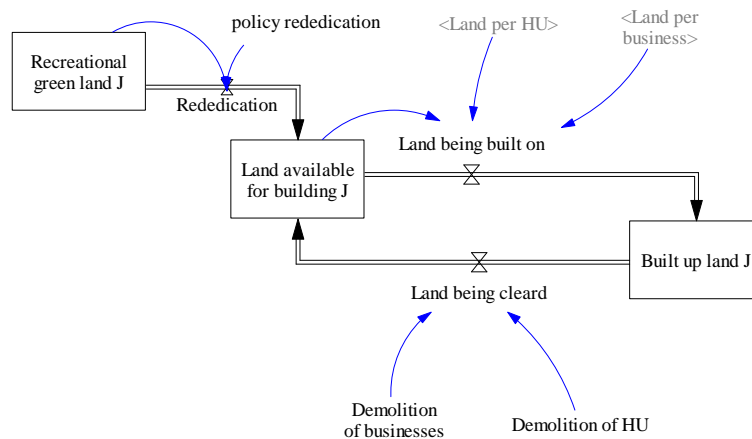 policy rededication
<Land per HU>
<Land per
business>
Recreational
green land J
Rededication
Land being built on
Land available
for building J
Built up land J
Land being cleard
Demolition
of businesses
Demolition of HU